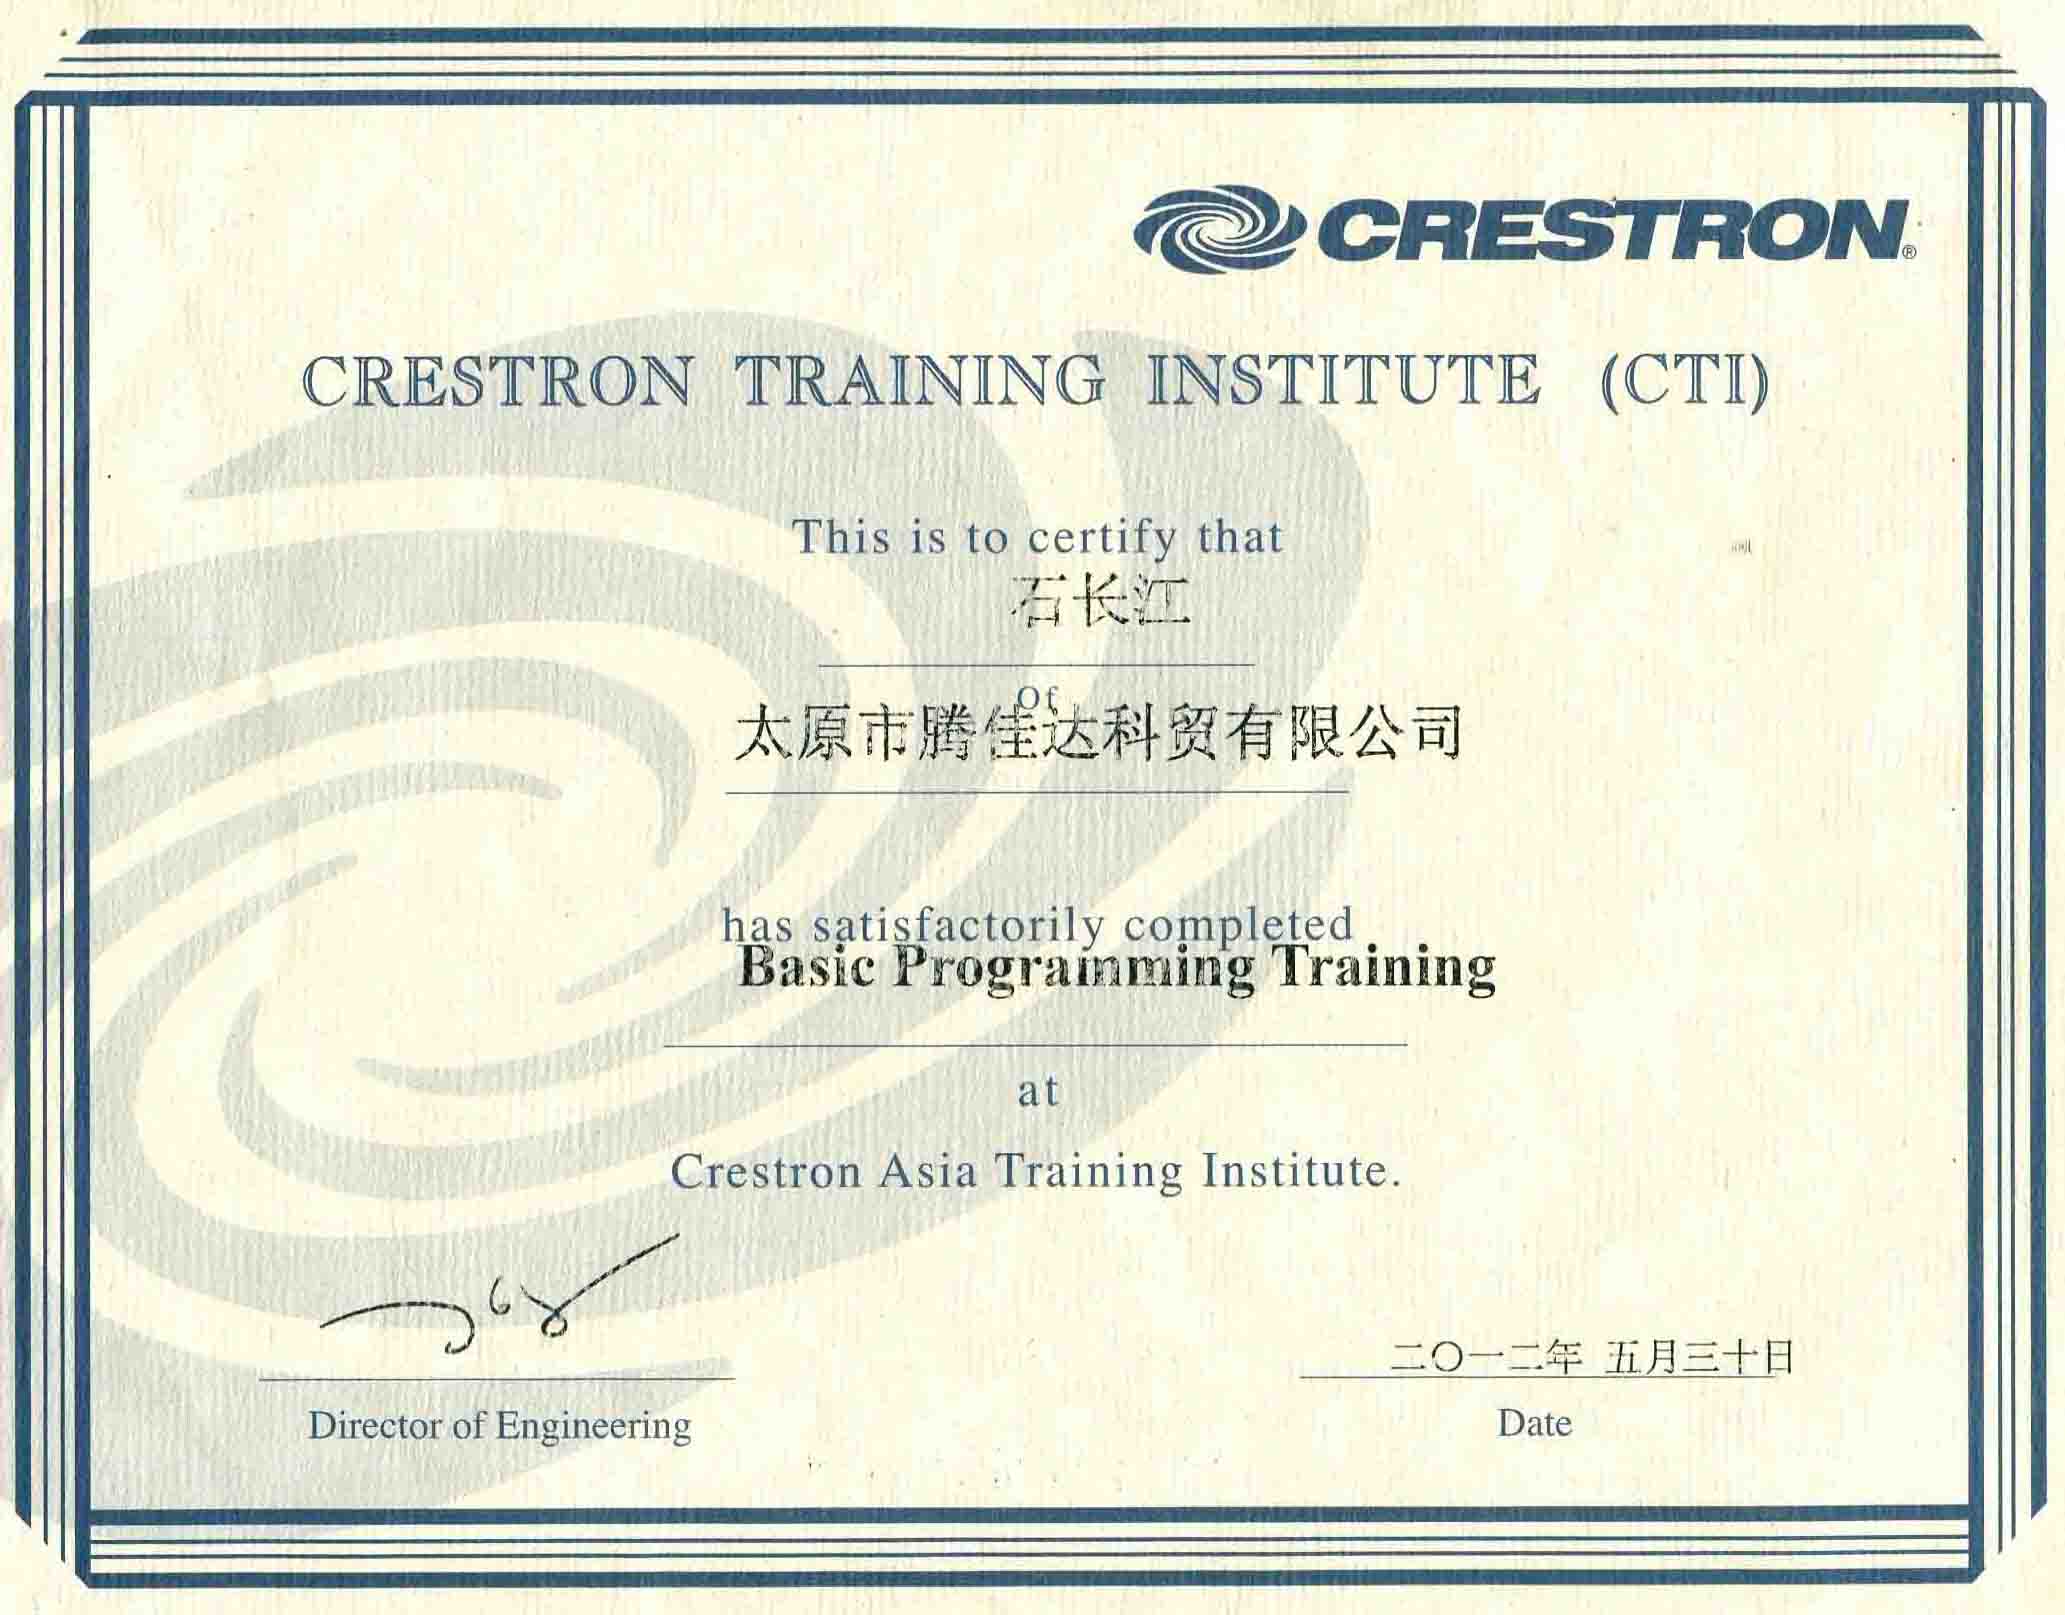 CRESTRON®
CRESTRON TRAINING INSTITUTE (CTI)
This is to certify that
石长江
Of
太原市腾佳达科贸有限公司
has satisfactorily completed
Basic Programming Training
at
Crestron Asia Training Institute.
二〇一二年 五月三十日
Director of Engineering
Date